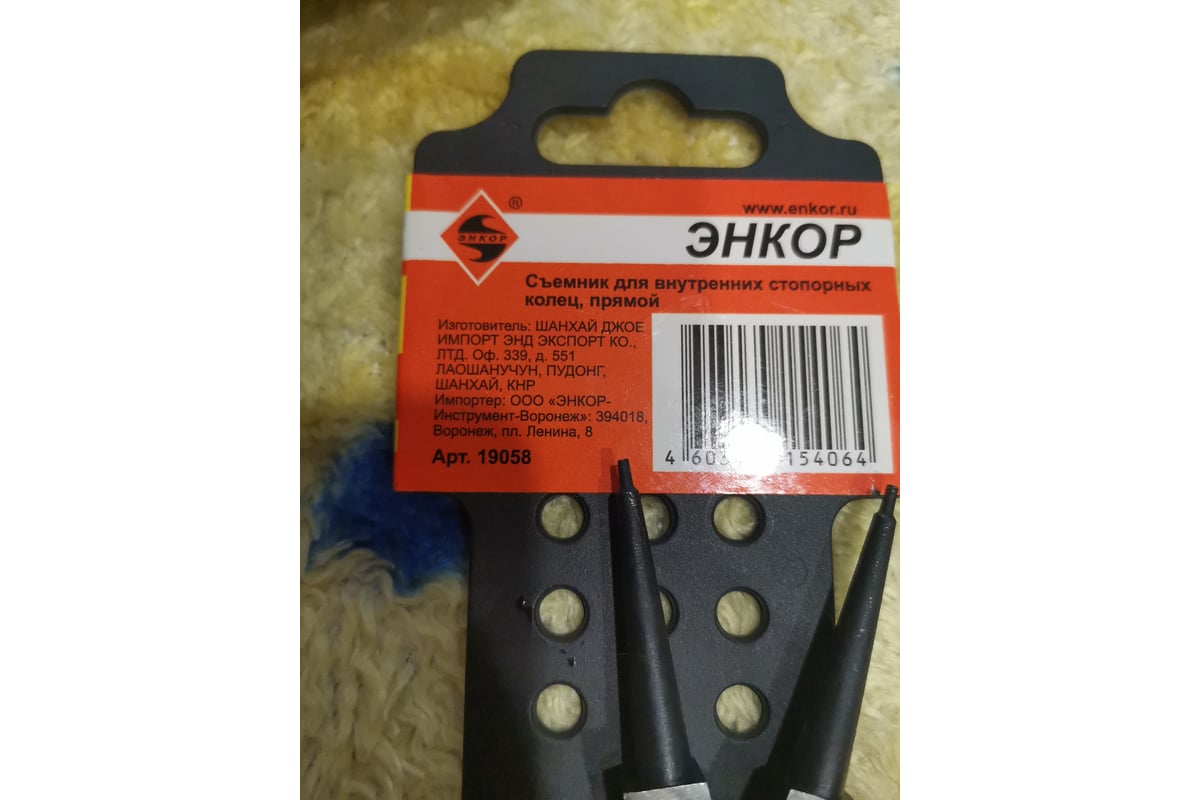 ®
www.enkor.ru
ЭНКОР
ЭНКОР
Съемник для внутренних стопорных
колец, прямой
Изготовитель: ШАНХАЙ ДЖОЕ
ИМПОРТ ЭНД ЭКСПОРТ КО.,
ЛТД. Оф. 339, д. 551
ЛАОШАНУЧУН, ПУДОНГ,
ШАНХАЙ, КНР
Импортер: ООО «ЭНКОР-
Инструмент-Воронеж»: 394018,
Воронеж, пл. Ленина, 8
Арт. 19058